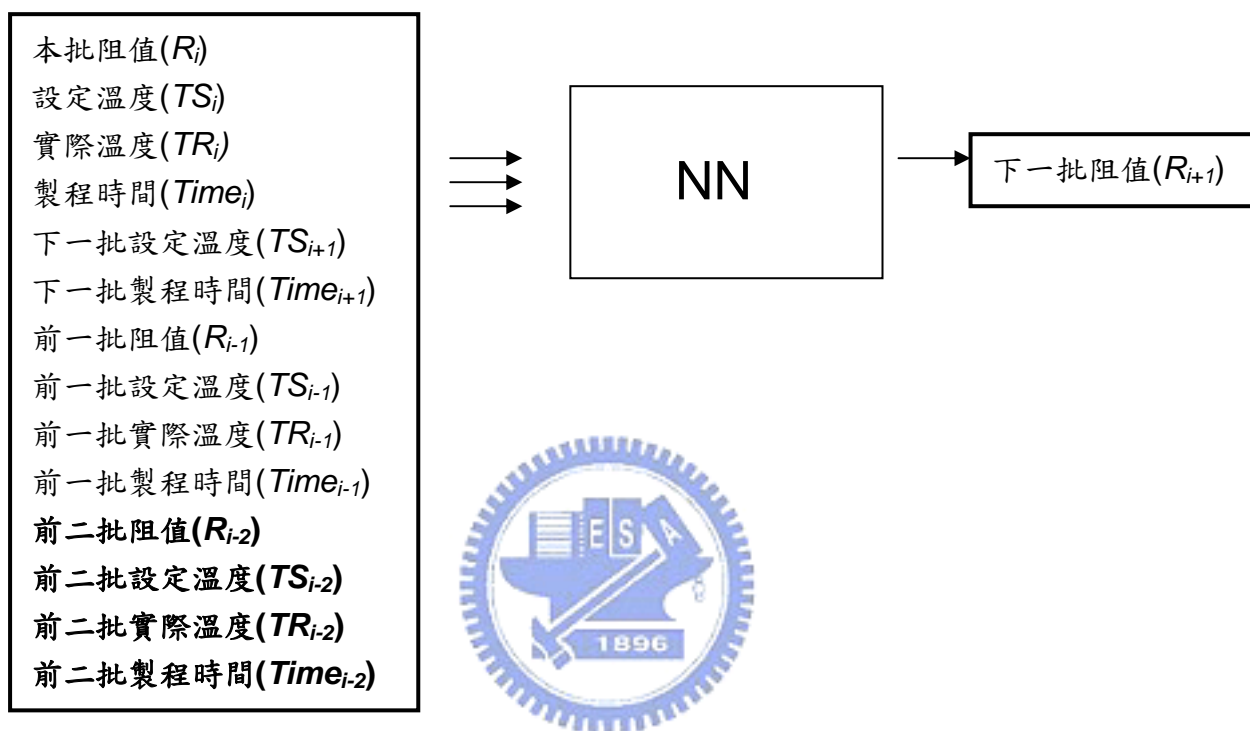 本批阻值(Ri)
設定溫度(TSi)
實際溫度(TRi)
製程時間(Timei)
下一批設定溫度(TSi+1)
下一批製程時間(Timei+1)
前一批阻值(Ri-1)
前一批設定溫度(TSi-1)
前一批實際溫度(TRi-1)
前一批製程時間(Timei-1)
前二批阻值(Ri-2)
前二批設定溫度(TSi-2)
前二批實際溫度(TRi-2)
前二批製程時間(Timei-2)
NN
下一批阻值(Ri+1)
E S A
1896